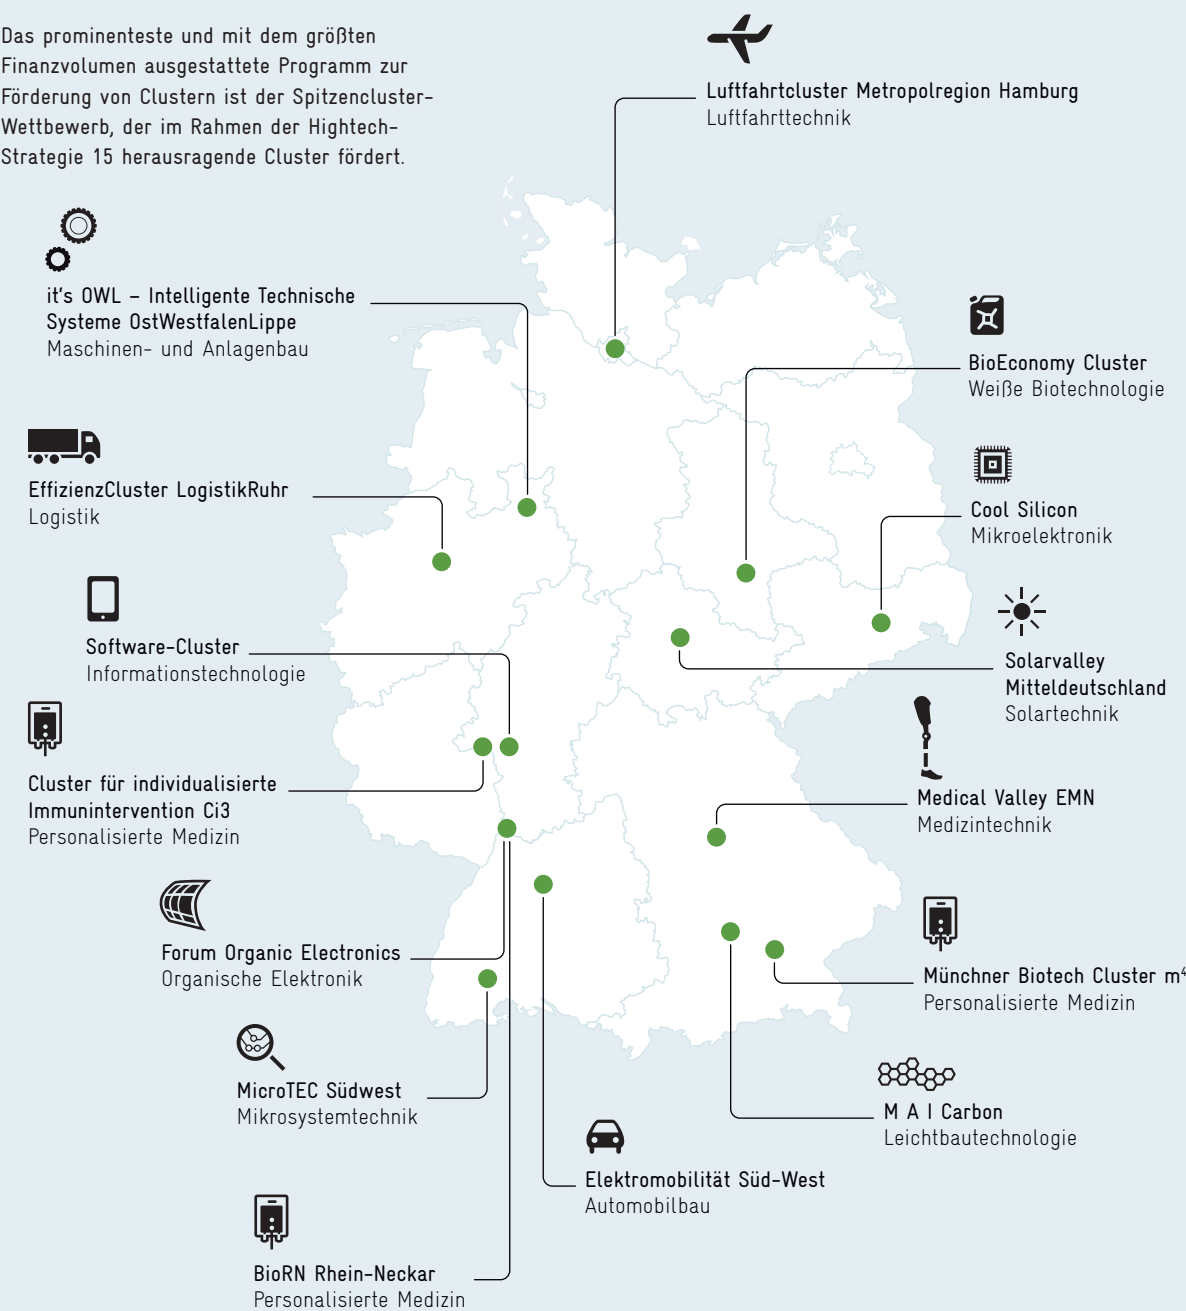 Das prominenteste und mit dem größten
Finanzvolumen ausgestattete Programm zur
Förderung von Clustern ist der Spitzencluster-
Wettbewerb, der im Rahmen der Hightech-
Strategie 15 herausragende Cluster fördert.
Luftfahrtcluster Metropolregion Hamburg
Luftfahrttechnik
it's OWL – Intelligente Technische
Systeme OstWestfalenLippe
Maschinen- und Anlagenbau
BioEconomy Cluster
Weiße Biotechnologie
EffizienzCluster LogistikRuhr
Logistik
Cool Silicon
Mikroelektronik
Software-Cluster
Informationstechnologie
Solarvalley
Mitteldeutschland
Solartechnik
Cluster für individualisierte
Immunintervention Ci3
Personalisierte Medizin
Medical Valley EMN
Medizintechnik
Forum Organic Electronics
Organische Elektronik
Münchner Biotech Cluster m⁴
Personalisierte Medizin
MicroTEC Südwest
Mikrosystemtechnik
M A I Carbon
Leichtbautechnologie
Elektromobilität Süd-West
Automobilbau
BioRN Rhein-Neckar
Personalisierte Medizin